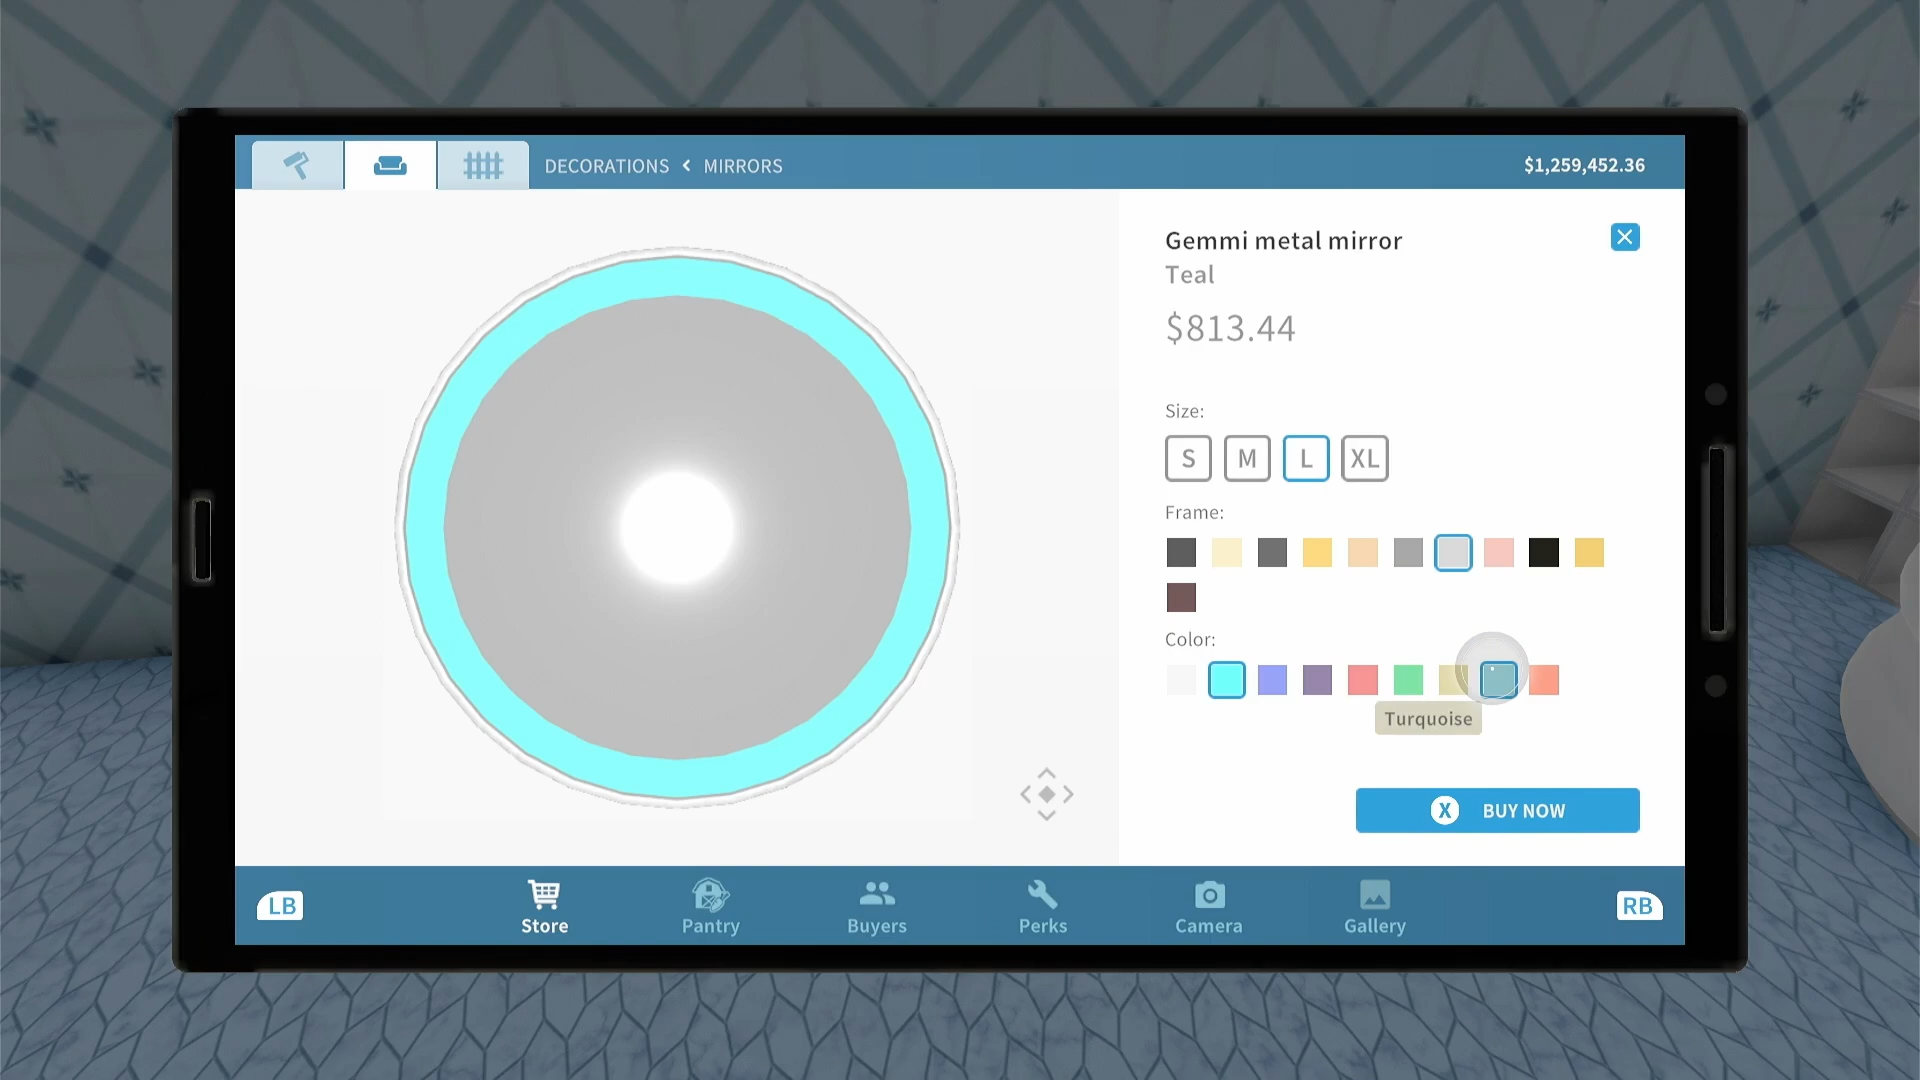 DECORATIONS < MIRRORS
$1,259,452.36
Gemmi metal mirror
Teal
$813.44
Size:
S M L XL
Frame:
Color:
Turquoise
X BUY NOW
LB
Store
Pantry
Buyers
Perks
Camera
Gallery
RB